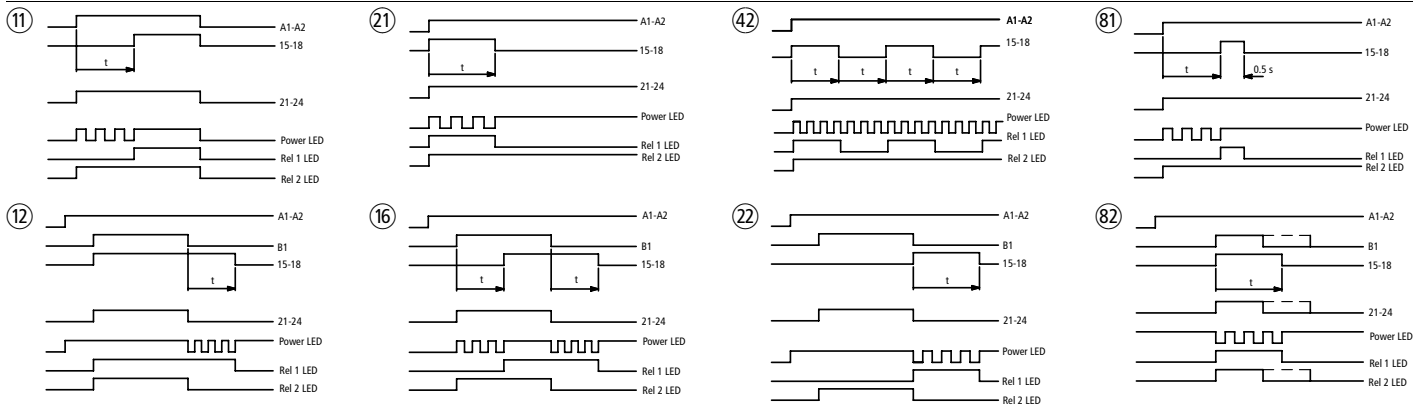 11
A1-A2
15-18
t
21-24
Power LED
Rel 1 LED
Rel 2 LED
21
A1-A2
15-18
t
21-24
Power LED
Rel 1 LED
Rel 2 LED
42
A1-A2
15-18
t t t t
21-24
Power LED
Rel 1 LED
Rel 2 LED
81
A1-A2
15-18
t 0.5 s
21-24
Power LED
Rel 1 LED
Rel 2 LED
12
A1-A2
B1
15-18
t
21-24
Power LED
Rel 1 LED
Rel 2 LED
16
A1-A2
B1
15-18
t t
21-24
Power LED
Rel 1 LED
Rel 2 LED
22
A1-A2
B1
15-18
t
21-24
Power LED
Rel 1 LED
Rel 2 LED
82
A1-A2
B1
15-18
t
21-24
Power LED
Rel 1 LED
Rel 2 LED